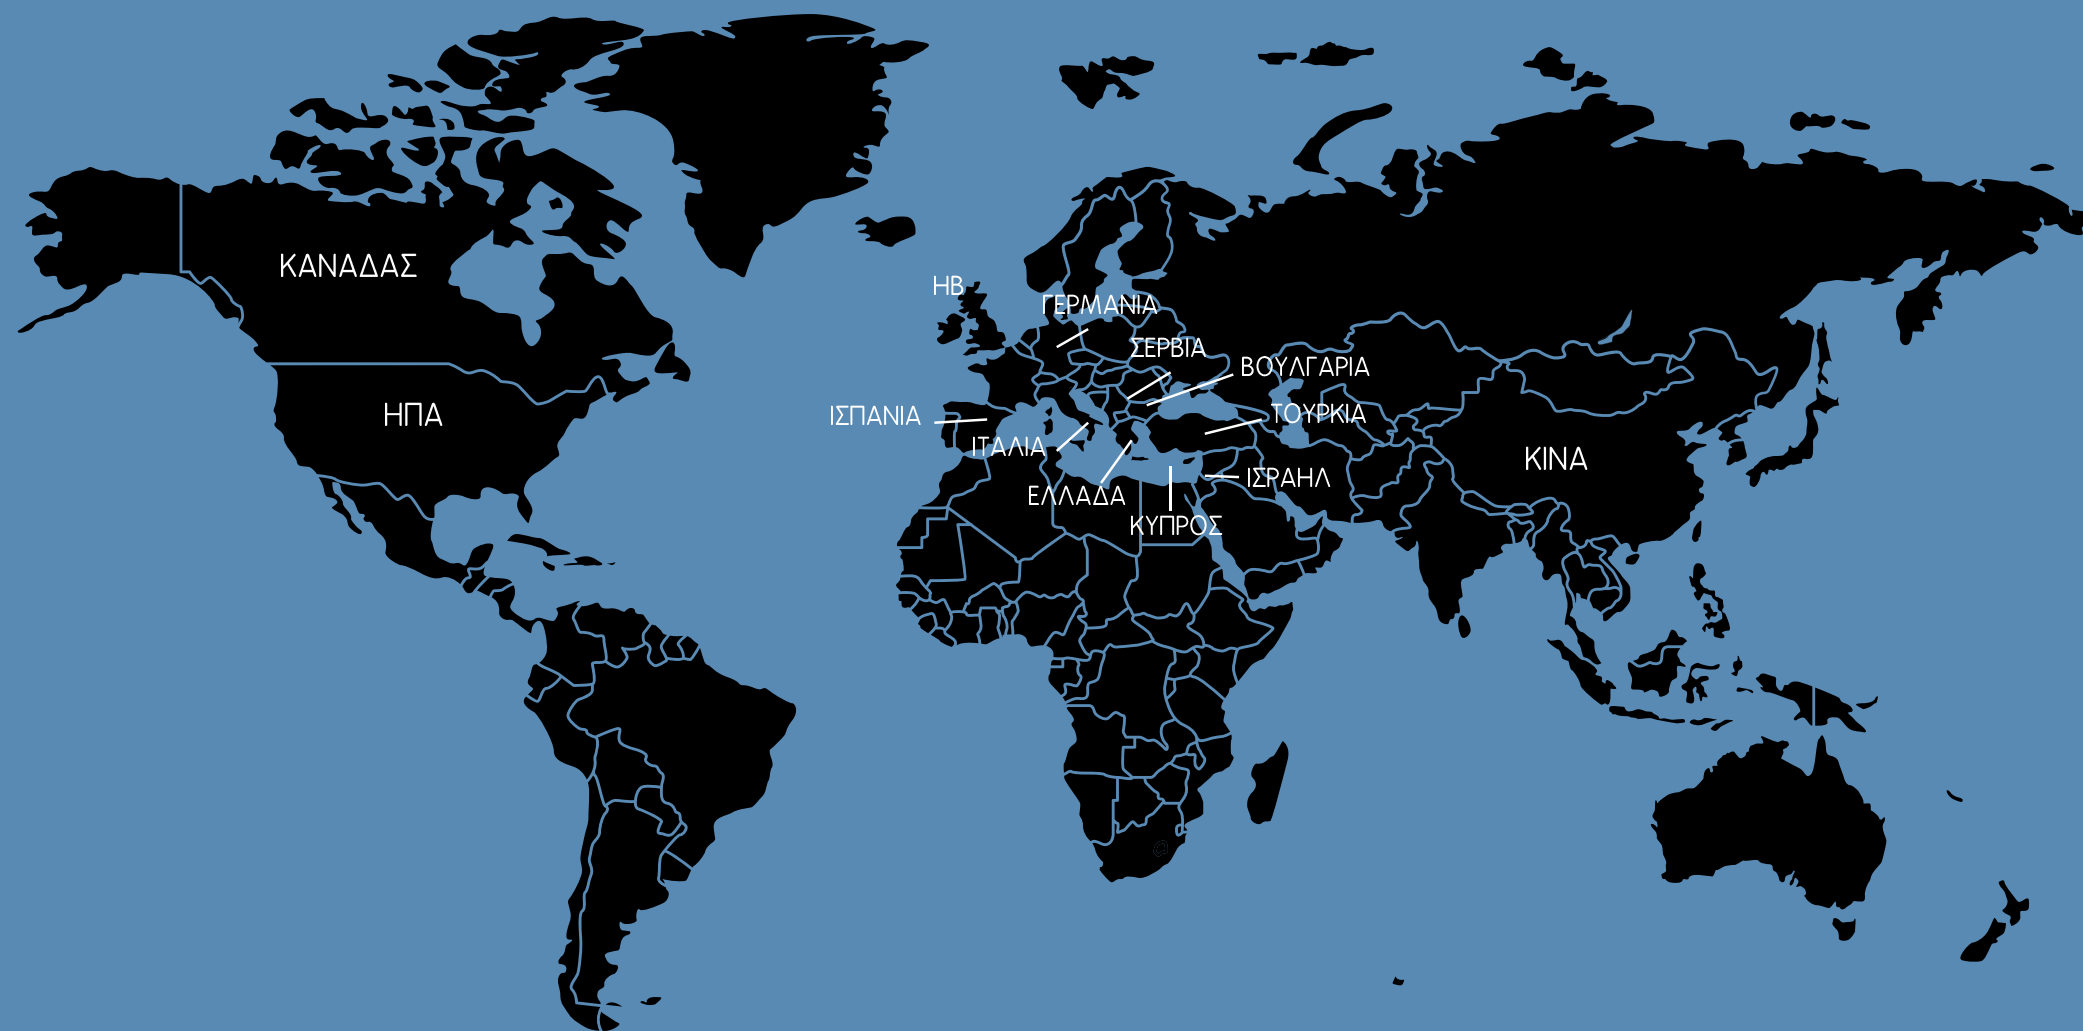 ΚΑΝΑΔΑΣ
ΗΒ
ΓΕΡΜΑΝΙΑ
ΣΕΡΒΙΑ
ΒΟΥΛΓΑΡΙΑ
ΗΠΑ
ΙΣΠΑΝΙΑ
ΤΟΥΡΚΙΑ
ΙΤΑΛΙΑ
ΚΙΝΑ
ΙΣΡΑΗΛ
ΕΛΛΑΔΑ
ΚΥΠΡΟΣ